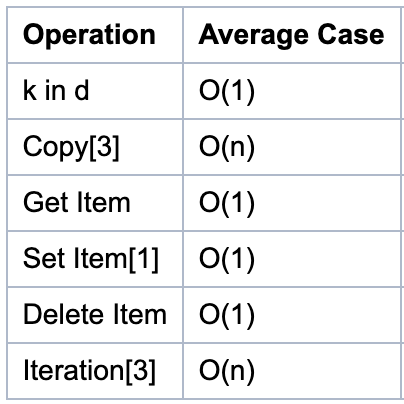 Operation Average Case
k in d O(1)
Copy[3] O(n)
Get Item O(1)
Set Item[1] O(1)
Delete Item O(1)
Iteration[3] O(n)